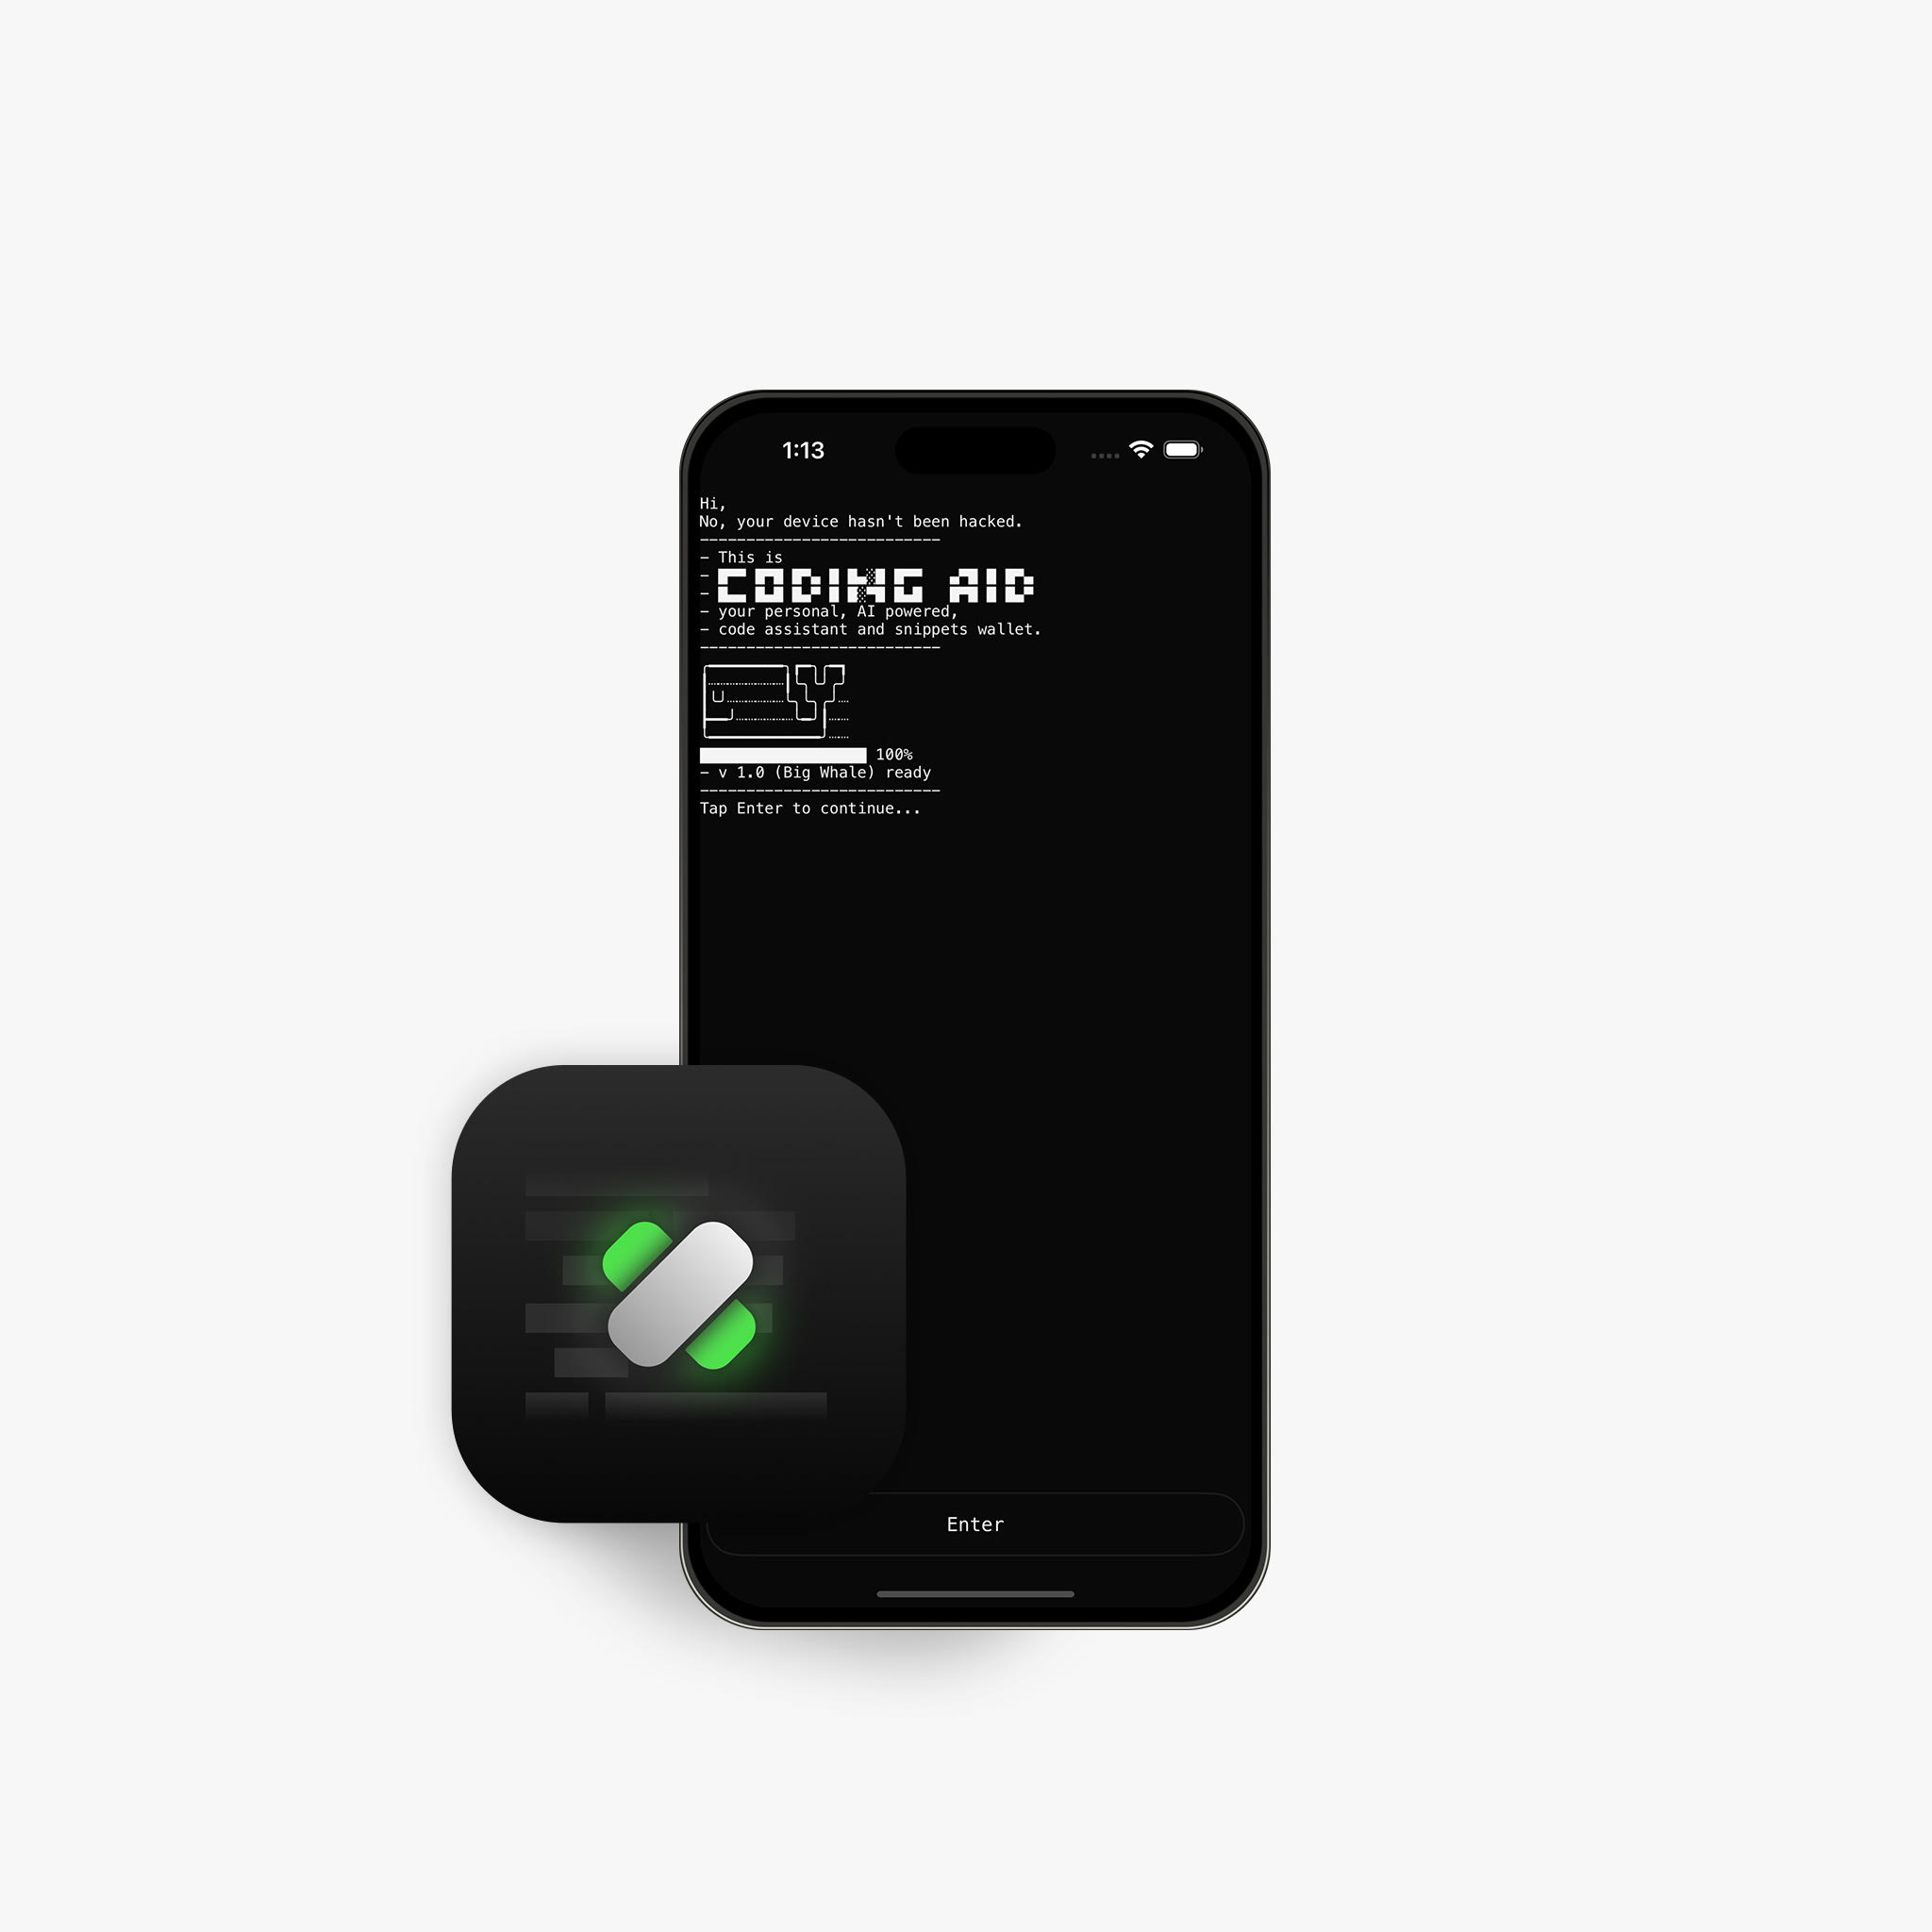 1:13
Hi,
No, your device hasn't been hacked.
--------------------------
- This is
- CODING AID
-
- your personal, AI powered,
- code assistant and snippets wallet.
--------------------------
100%
- v 1.0 (Big Whale) ready
--------------------------
Tap Enter to continue...
Enter